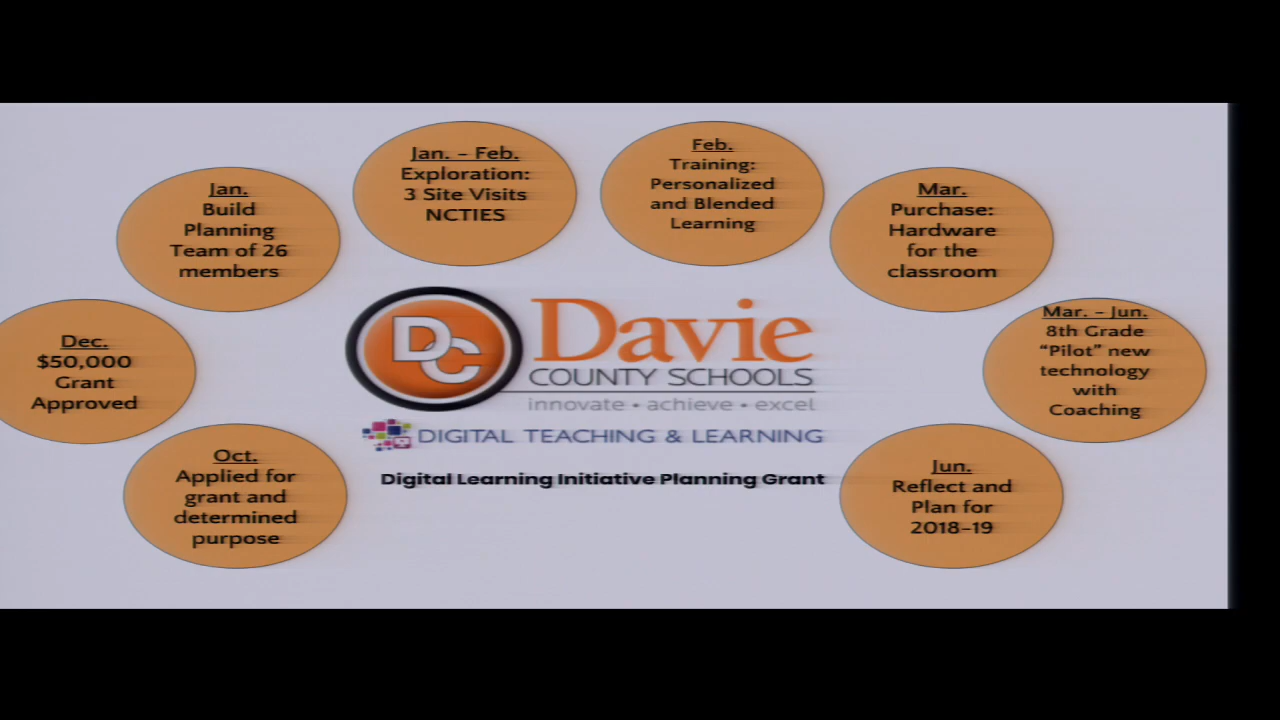 Oct.
Applied for
grant and
determined
purpose
Dec.
$50,000
Grant
Approved
Jan.
Build
Planning
Team of 26
members
Jan. - Feb.
Exploration:
3 Site Visits
NCTIES
Feb.
Training:
Personalized
and Blended
Learning
Mar.
Purchase:
Hardware
for the
classroom
Mar. - Jun.
8th Grade
“Pilot” new
technology
with
Coaching
Jun.
Reflect and
Plan for
2018-19
DC
Davie
COUNTY SCHOOLS
innovate • achieve • excel
DIGITAL TEACHING & LEARNING
Digital Learning Initiative Planning Grant